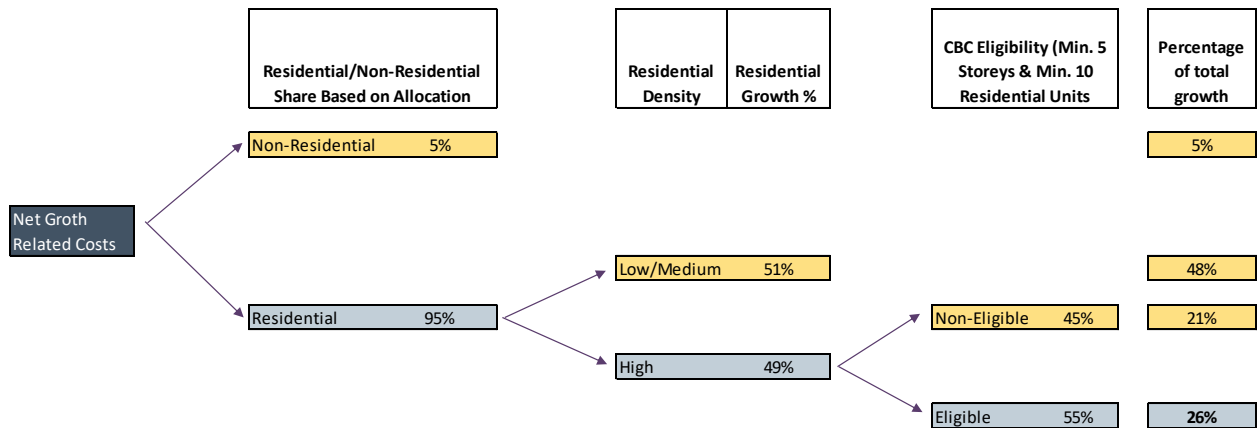 Residential/Non-Residential
Share Based on Allocation
Residential
Density
Residential
Growth %
CBC Eligibility (Min. 5
Storeys & Min. 10
Residential Units
Percentage
of total
growth
Non-Residential 5%
5%
Net Groth
Related Costs
Low/Medium 51%
48%
Residential 95%
Non-Eligible 45%
21%
High 49%
Eligible 55%
26%